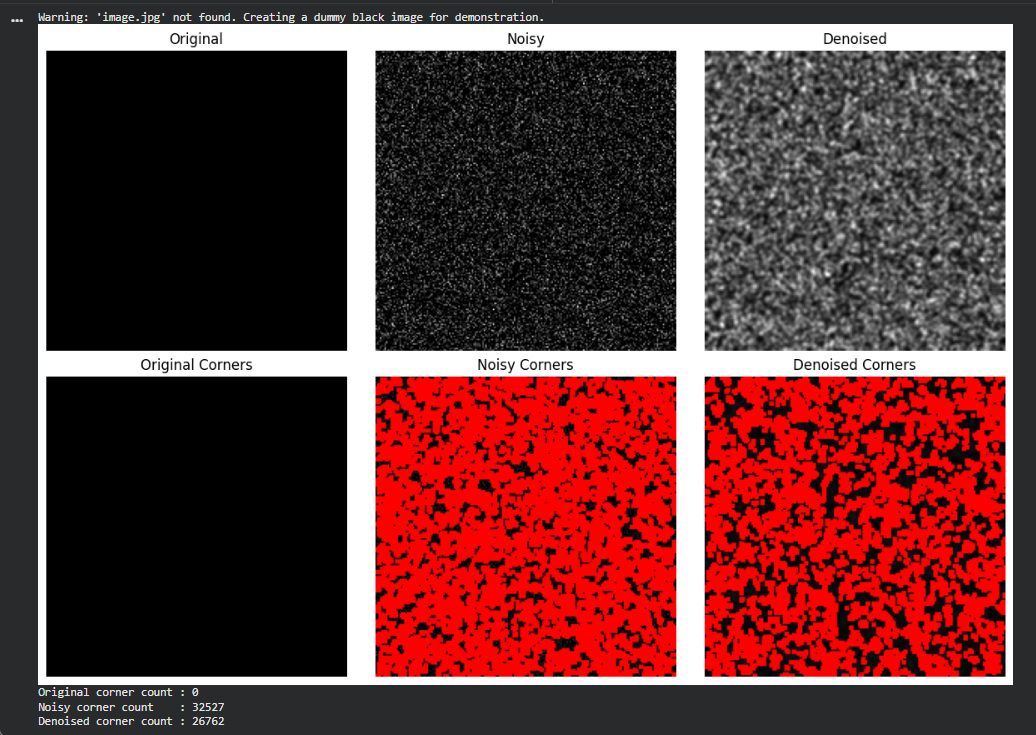 Warning: 'image.jpg' not found. Creating a dummy black image for demonstration.
Original Noisy Denoised
Original Corners Noisy Corners Denoised Corners
Original corner count : 0
Noisy corner count    : 32527
Denoised corner count : 26762